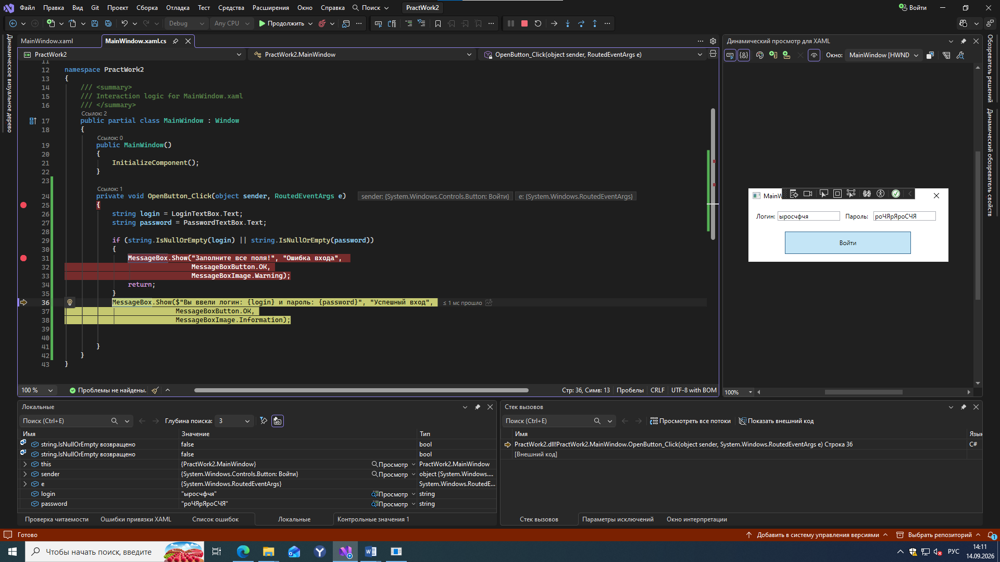 Файл Правка Вид Git Проект Сборка Отладка Тест Средства Расширения Окно Справка Поиск PractWork2 Войти
Debug Any CPU Продолжить
MainWindow.xaml MainWindow.xaml.cs
PractWork2 PractWork2.MainWindow OpenButton_Click(object sender, RoutedEventArgs e)
Динамическое визуальное дерево
11
12 namespace PractWork2
13 {
14 /// <summary>
15 /// Interaction logic for MainWindow.xaml
16 /// </summary>
Ссылок: 2
17 public partial class MainWindow : Window
18 {
Ссылок: 0
19 public MainWindow()
20 {
21 InitializeComponent();
22 }
23
Ссылок: 1
24 private void OpenButton_Click(object sender, RoutedEventArgs e) sender: {System.Windows.Controls.Button: Войти} e: {System.Windows.RoutedEventArgs}
25 {
26 string login = LoginTextBox.Text;
27 string password = PasswordTextBox.Text;
28
29 if (string.IsNullOrEmpty(login) || string.IsNullOrEmpty(password))
30 {
31 MessageBox.Show("Заполните все поля!", "Ошибка входа",
32 MessageBoxButton.OK,
33 MessageBoxImage.Warning);
34 return;
35 }
36 MessageBox.Show($"Вы ввели логин: {login} и пароль: {password}", "Успешный вход", ≤ 1 мс прошло
37 MessageBoxButton.OK,
38 MessageBoxImage.Information);
39
40
41 }
42 }
43 }
100 % Проблемы не найдены. Стр: 36, Симв: 13 Пробелы CRLF UTF-8 with BOM
Динамический просмотр для XAML
Окно: MainWindow [HWND
MainW
Логин: ыросчфчя Пароль: роЧЯрЯроСЧЯ
Войти
100%
Обозреватель решений
Динамический обозреватель свойств
Локальные
Поиск (Ctrl+E) Глубина поиска: 3
Имя Значение Тип
string.IsNullOrEmpty возвращено false bool
string.IsNullOrEmpty возвращено false bool
this {PractWork2.MainWindow} Просмотр PractWork2.MainWindow
sender {System.Windows.Controls.Button: Войти} Просмотр object {System.Windows....
e {System.Windows.RoutedEventArgs} System.Windows.RoutedE...
login "ыросчфчя" Просмотр string
password "роЧЯрЯроСЧЯ" Просмотр string
Проверка читаемости Ошибки привязки XAML Список ошибок Локальные Контрольные значения 1
Стек вызовов
Поиск (Ctrl+E) Просмотреть все потоки Показать внешний код
Имя Язык
PractWork2.dll!PractWork2.MainWindow.OpenButton_Click(object sender, System.Windows.RoutedEventArgs e) Строка 36 C#
[Внешний код]
Стек вызовов Параметры исключений Окно интерпретации
Готово Добавить в систему управления версиями Выбрать репозиторий 1
Чтобы начать поиск, введите РУС 14:11
14.09.2026